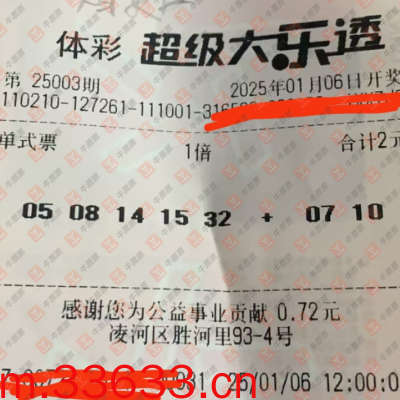 体彩 超级大乐透
第 25003期 2025年01月06日开奖
110210-127261-111001-
单式票 1倍 合计2元
05 08 14 15 32 + 07 10
感谢您为公益事业贡献 0.72元
凌河区胜河里93-4号
25/01/06 12:00:0
m.33633.cn